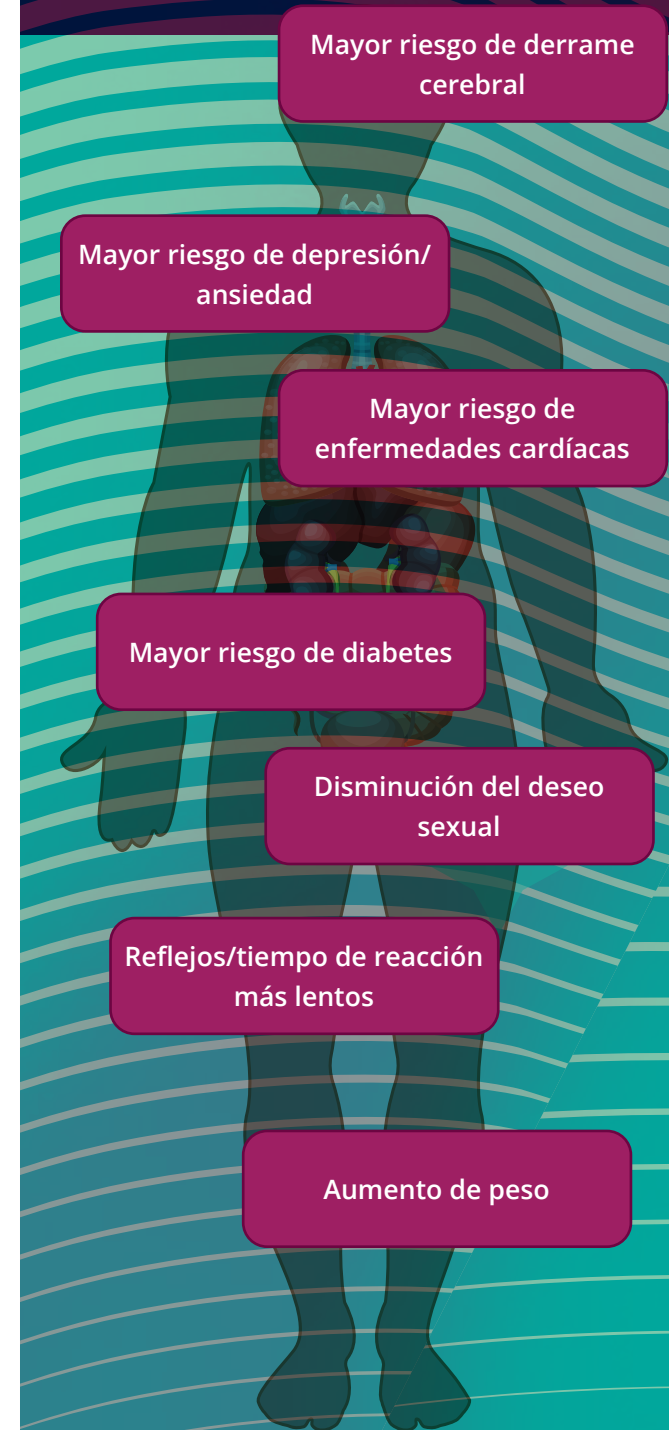 Mayor riesgo de derrame
cerebral
Mayor riesgo de depresión/
ansiedad
Mayor riesgo de
enfermedades cardíacas
Mayor riesgo de diabetes
Disminución del deseo
sexual
Reflejos/tiempo de reacción
más lentos
Aumento de peso